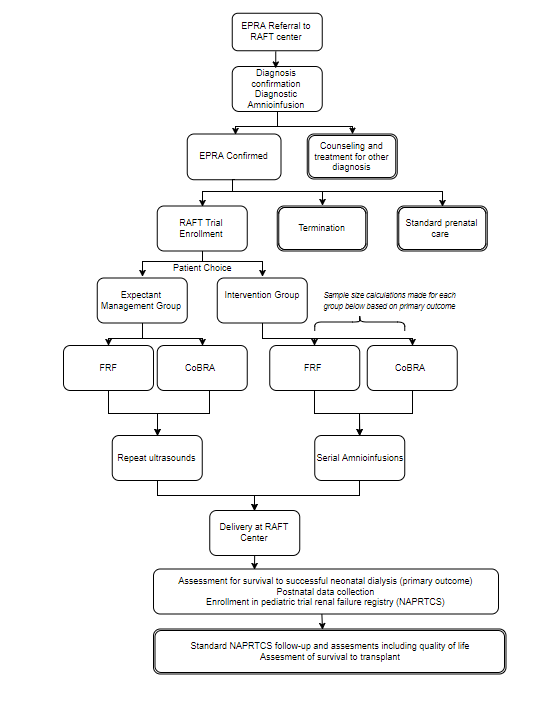 EPRA Referral to
RAFT center
Diagnosis
confirmation
Diagnostic
Amnioinfusion
EPRA Confirmed
Counseling and
treatment for other
diagnosis
RAFT Trial
Enrollment
Termination
Standard prenatal
care
Patient Choice
Expectant
Management Group
Intervention Group
Sample size calculations made for each
group below based on primary outcome
FRF
CoBRA
FRF
CoBRA
Repeat ultrasounds
Serial Amnioinfusions
Delivery at RAFT
Center
Assessment for survival to successful neonatal dialysis (primary outcome)
Postnatal data collection
Enrollment in pediatric trial renal failure registry (NAPRTCS)
Standard NAPRTCS follow-up and assesments including quality of life
Assesment of survival to transplant